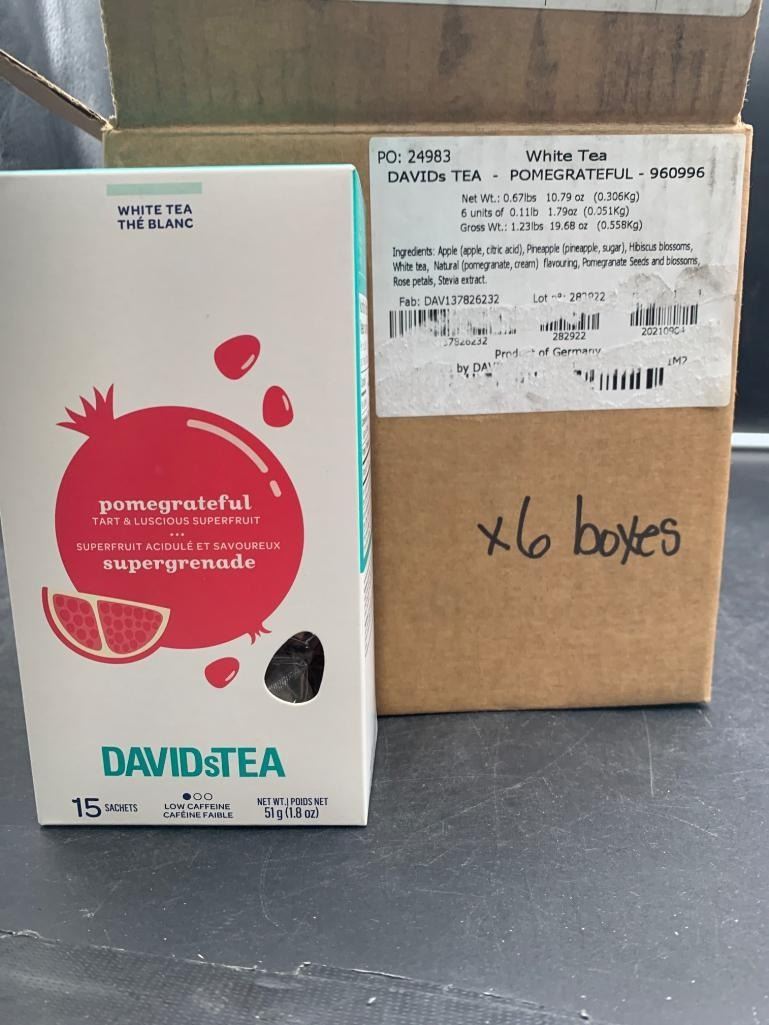 WHITE TEA
THÉ BLANC
pomegrateful
TART & LUSCIOUS SUPERFRUIT
SUPERFRUIT ACIDULÉ ET SAVOUREUX
supergrenade
DAVIDsTEA
15 SACHETS
LOW CAFFEINE
CAFÉINE FAIBLE
NET WT. | POIDS NET
51 g (1.8 oz)
PO: 24983 White Tea
DAVIDs TEA - POMEGRATEFUL - 960996
Net Wt.: 0.67lbs 10.79 oz (0.306Kg)
6 units of 0.11lb 1.79oz (0.051Kg)
Gross Wt.: 1.23lbs 19.68 oz (0.558Kg)
Ingredients: Apple (apple, citric acid), Pineapple (pineapple, sugar), Hibiscus blossoms,
White tea, Natural (pomegranate, cream) flavouring, Pomegranate Seeds and blossoms,
Rose petals, Stevia extract.
Fab: DAV137826232 Lot
282922
of Germany
by
x6 boxes